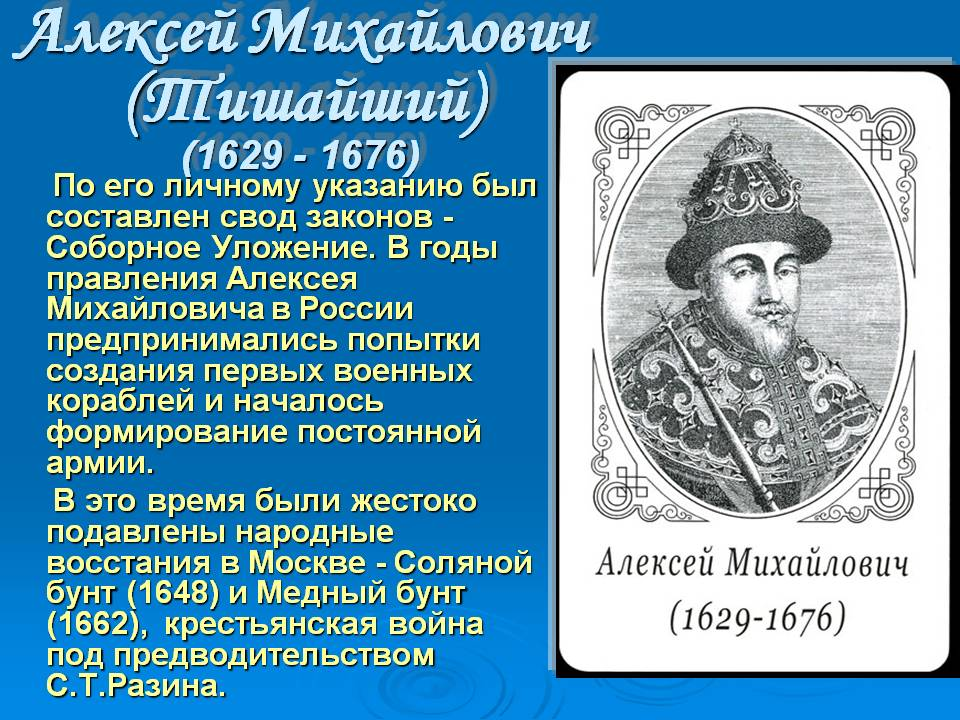 Алексей Михайлович
(Тишайший)
(1629 - 1676)
По его личному указанию был
составлен свод законов -
Соборное Уложение. В годы
правления Алексея
Михайловича в России
предпринимались попытки
создания первых военных
кораблей и началось
формирование постоянной
армии.
В это время были жестоко
подавлены народные
восстания в Москве - Соляной
бунт (1648) и Медный бунт
(1662), крестьянская война
под предводительством
С.Т.Разина.
Алексей Михайлович
(1629-1676)